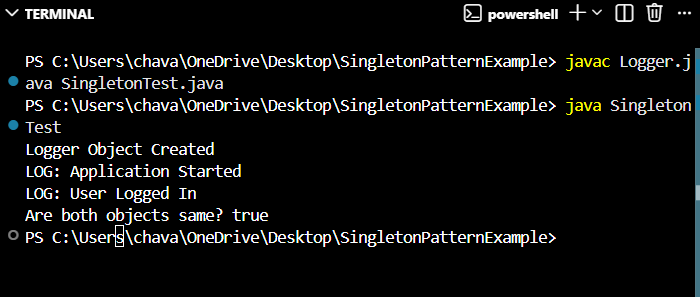 TERMINAL
powershell
PS C:\Users\chava\OneDrive\Desktop\SingletonPatternExample> javac Logger.j
ava SingletonTest.java
PS C:\Users\chava\OneDrive\Desktop\SingletonPatternExample> java Singleton
Test
Logger Object Created
LOG: Application Started
LOG: User Logged In
Are both objects same? true
PS C:\Users\chava\OneDrive\Desktop\SingletonPatternExample>